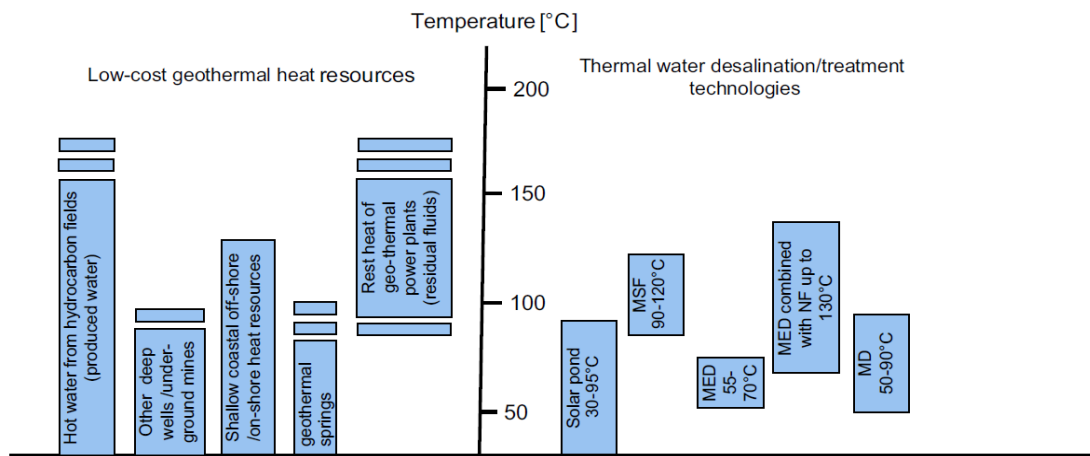 Temperature [°C]
Low-cost geothermal heat resources
Thermal water desalination/treatment
technologies
200
150
100
50
Hot water from hydrocarbon fields
(produced water)
Other deep
wells /under-
ground mines
Shallow coastal off-shore
/on-shore heat resources
geothermal
springs
Rest heat of
geo-thermal
power plants
(residual fluids)
Solar pond
30-95°C
MSF
90-120°C
MED
55-
70°C
MED combined
with NF up to
130°C
MD
50-90°C